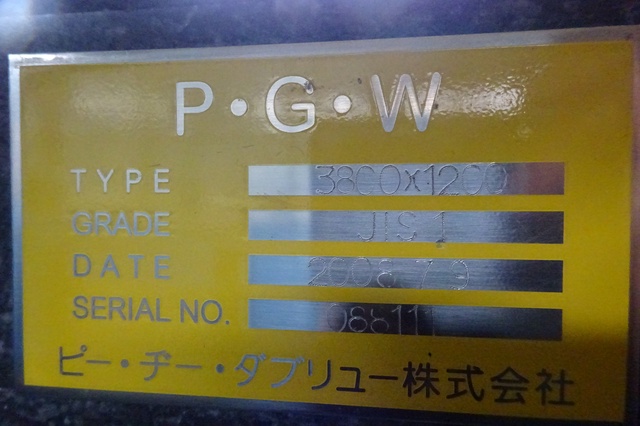 P・G・W
TYPE 3800x1200
GRADE JIS 1
DATE
SERIAL NO.
ピー・ヂー・ダブリュー株式会社